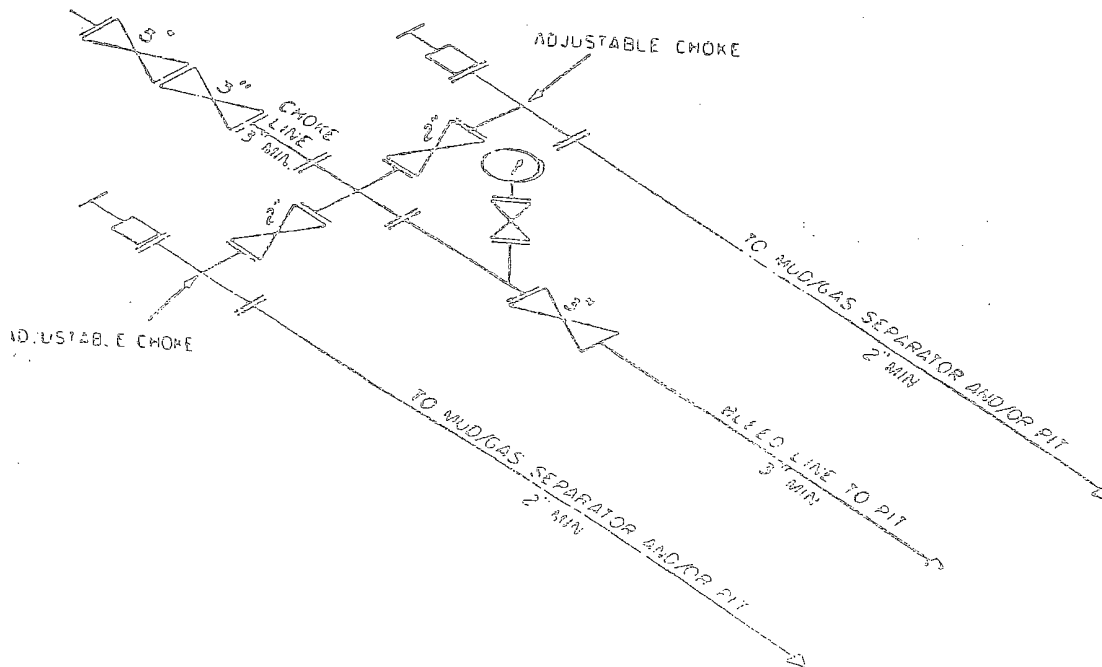 ADJUSTABLE CHOKE
3"
CHOKE
LINE
3
MIN.
2"
2"
P
3"
ADJUSTABLE CHOKE
TO MUD/GAS SEPARATOR AND/OR PIT
2" MIN
BLEED LINE TO PIT
3" MIN
TO MUD/GAS SEPARATOR AND/OR PIT
2" MIN